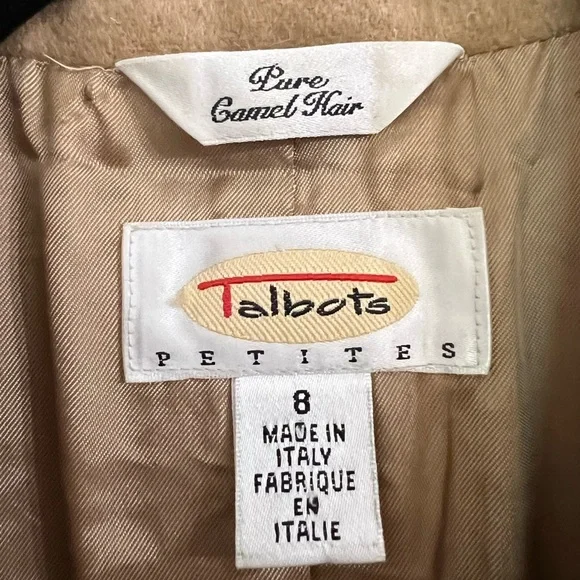 Pure
Camel Hair
Talbots
PETITES
8
MADE IN
ITALY
FABRIQUE
EN
ITALIE